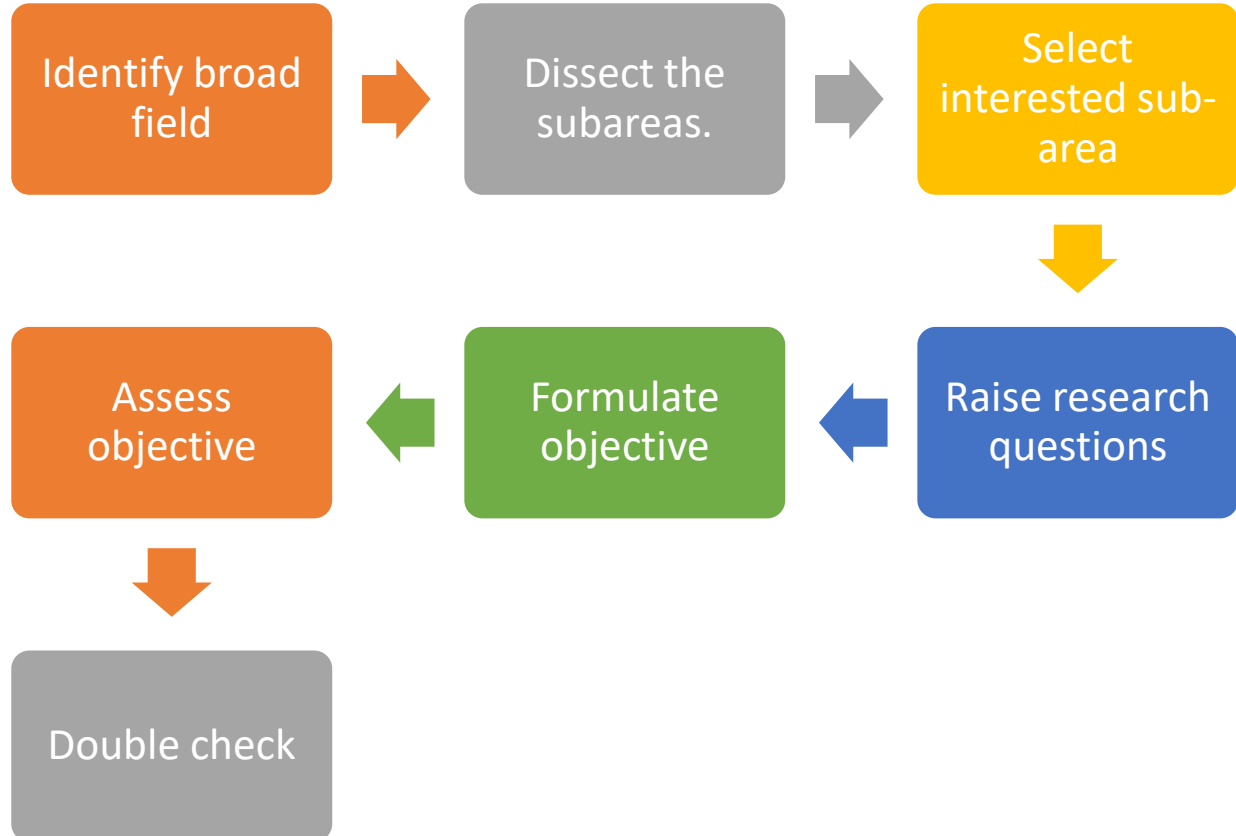 Identify broad
field
Dissect the
subareas.
Select
interested sub-
area
Raise research
questions
Formulate
objective
Assess
objective
Double check